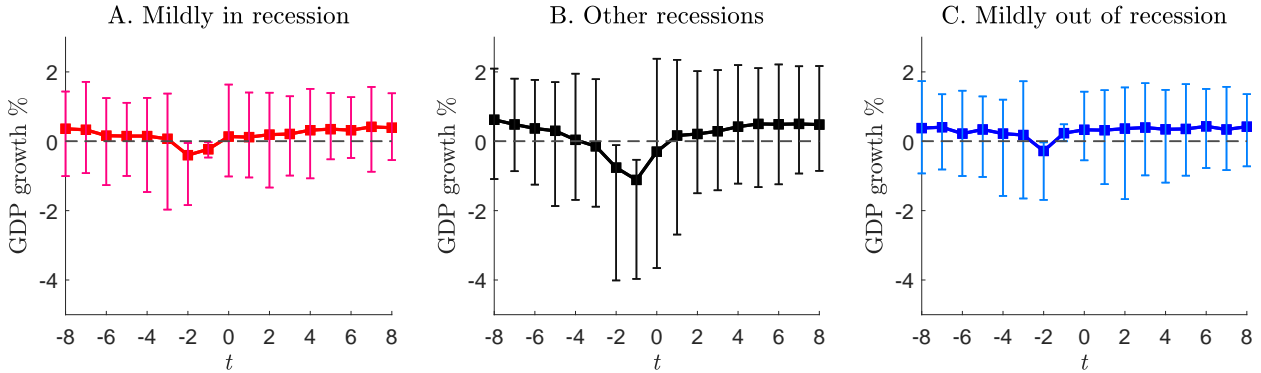 A. Mildly in recession
GDP growth %
2
0
-2
-4
-8 -6 -4 -2 0 2 4 6 8
t
B. Other recessions
GDP growth %
2
0
-2
-4
-8 -6 -4 -2 0 2 4 6 8
t
C. Mildly out of recession
GDP growth %
2
0
-2
-4
-8 -6 -4 -2 0 2 4 6 8
t